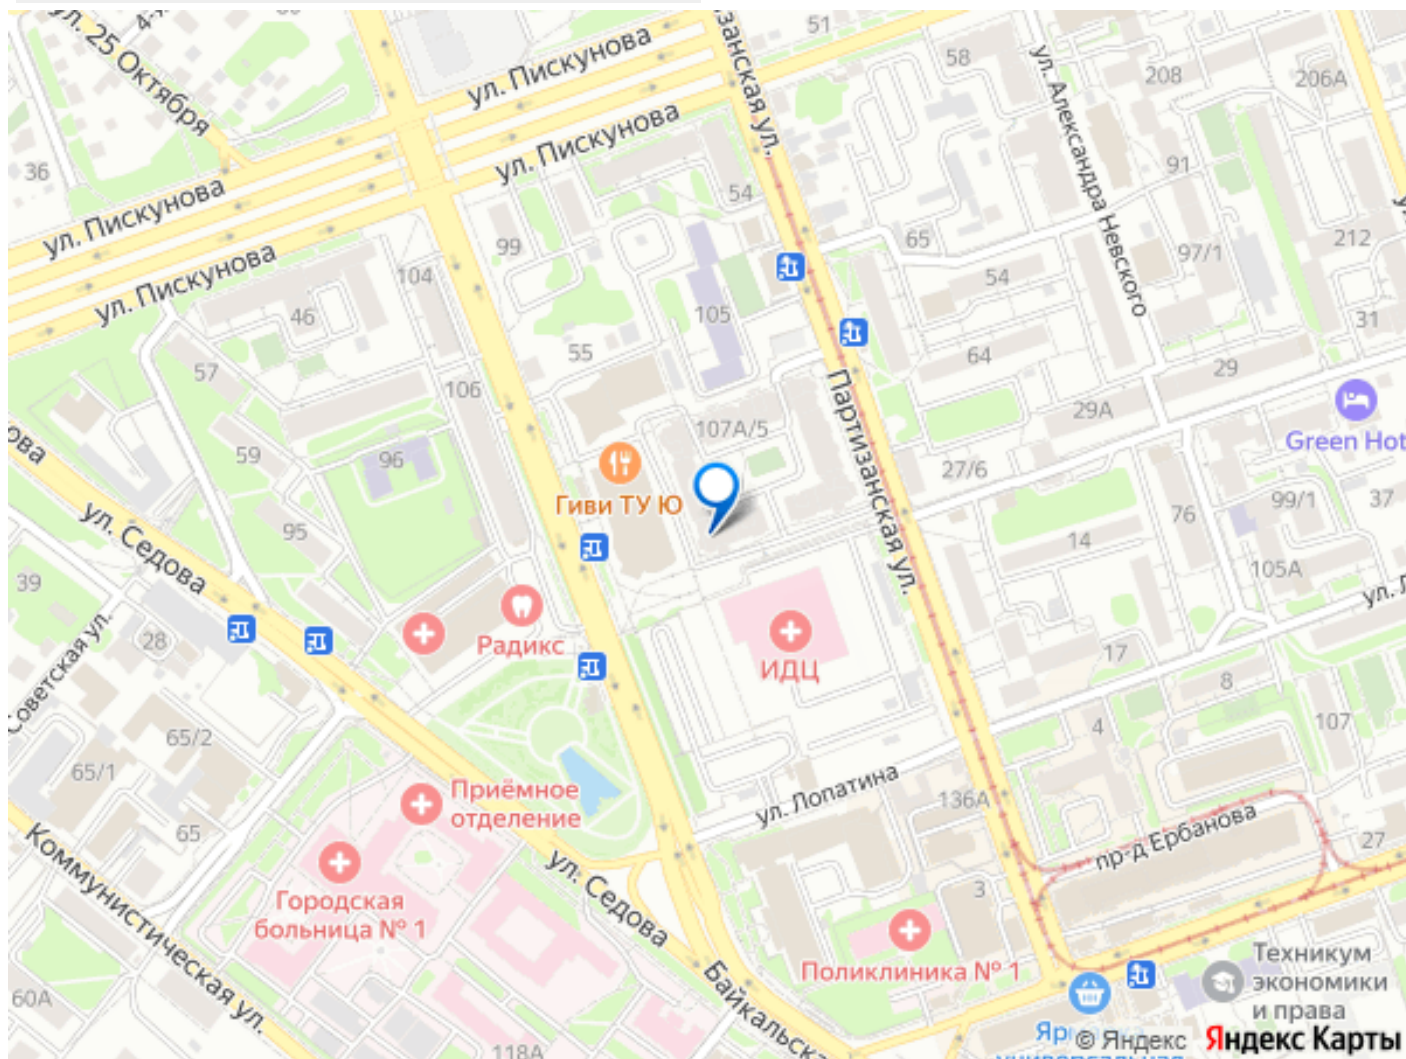 4-я
ул. 25 Октября
36
ул. Пискунова
ул. Пискунова
ул. Пискунова
ул. Пискунова
занская ул.
51
58
208
206А
ул. Александра Невского
91
97/1
212
31
54
65
54
99
104
46
105
55
57
106
64
29
29А
Партизанская ул.
107А/5
Green Hot
27/6
59
96
Гиви ТУ Ю
99/1
37
76
ул. Седова
95
14
105А
39
Советская ул.
28
Радикс
ИДЦ
17
8
4
107
65/2
65/1
65
Приёмное
отделение
ул. Лопатина
136А
пр-д Ербанова
27
Коммунистическая ул.
Городская
больница № 1
ул. Седова
3
Поликлиника № 1
Байкальска
60А
118А
Техникум
экономики
и права
© Яндекс
Яндекс Карты